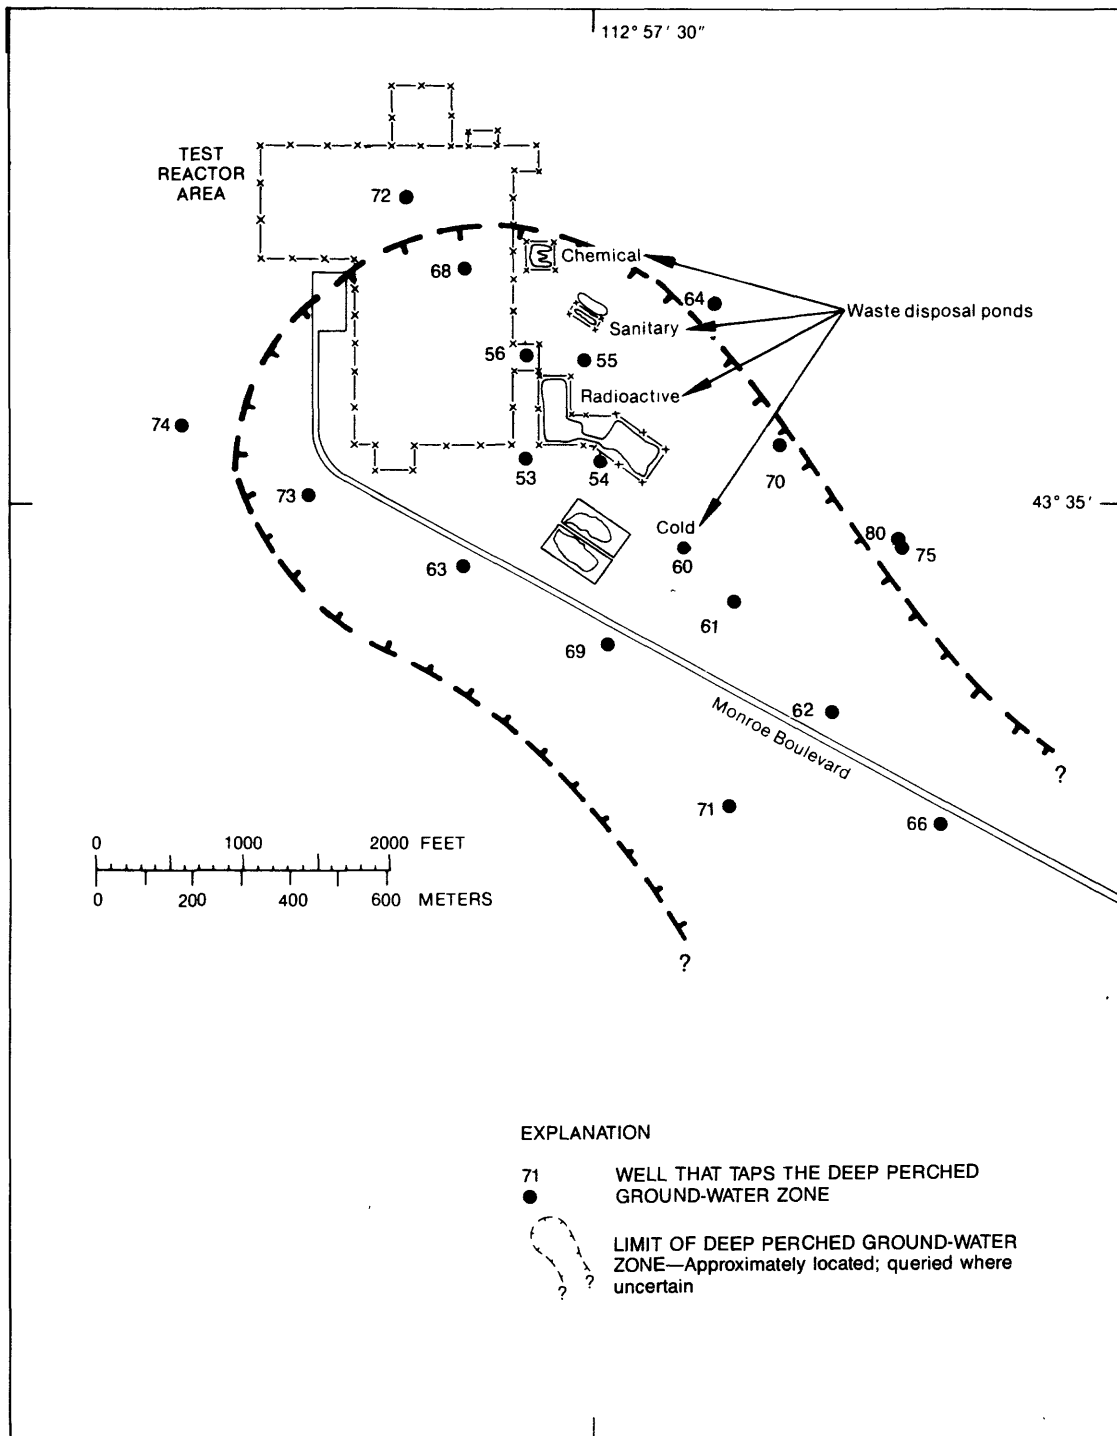 112° 57' 30"
TEST
REACTOR
AREA
72
68
Chemical
64
Waste disposal ponds
Sanitary
56
55
Radioactive
74
53
54
70
73
43° 35'
Cold
80
75
60
63
61
69
62
Monroe Boulevard
71
66
0 1000 2000 FEET
0 200 400 600 METERS
?
?
EXPLANATION
71 WELL THAT TAPS THE DEEP PERCHED
GROUND-WATER ZONE
LIMIT OF DEEP PERCHED GROUND-WATER
ZONE—Approximately located; queried where
uncertain
?
?